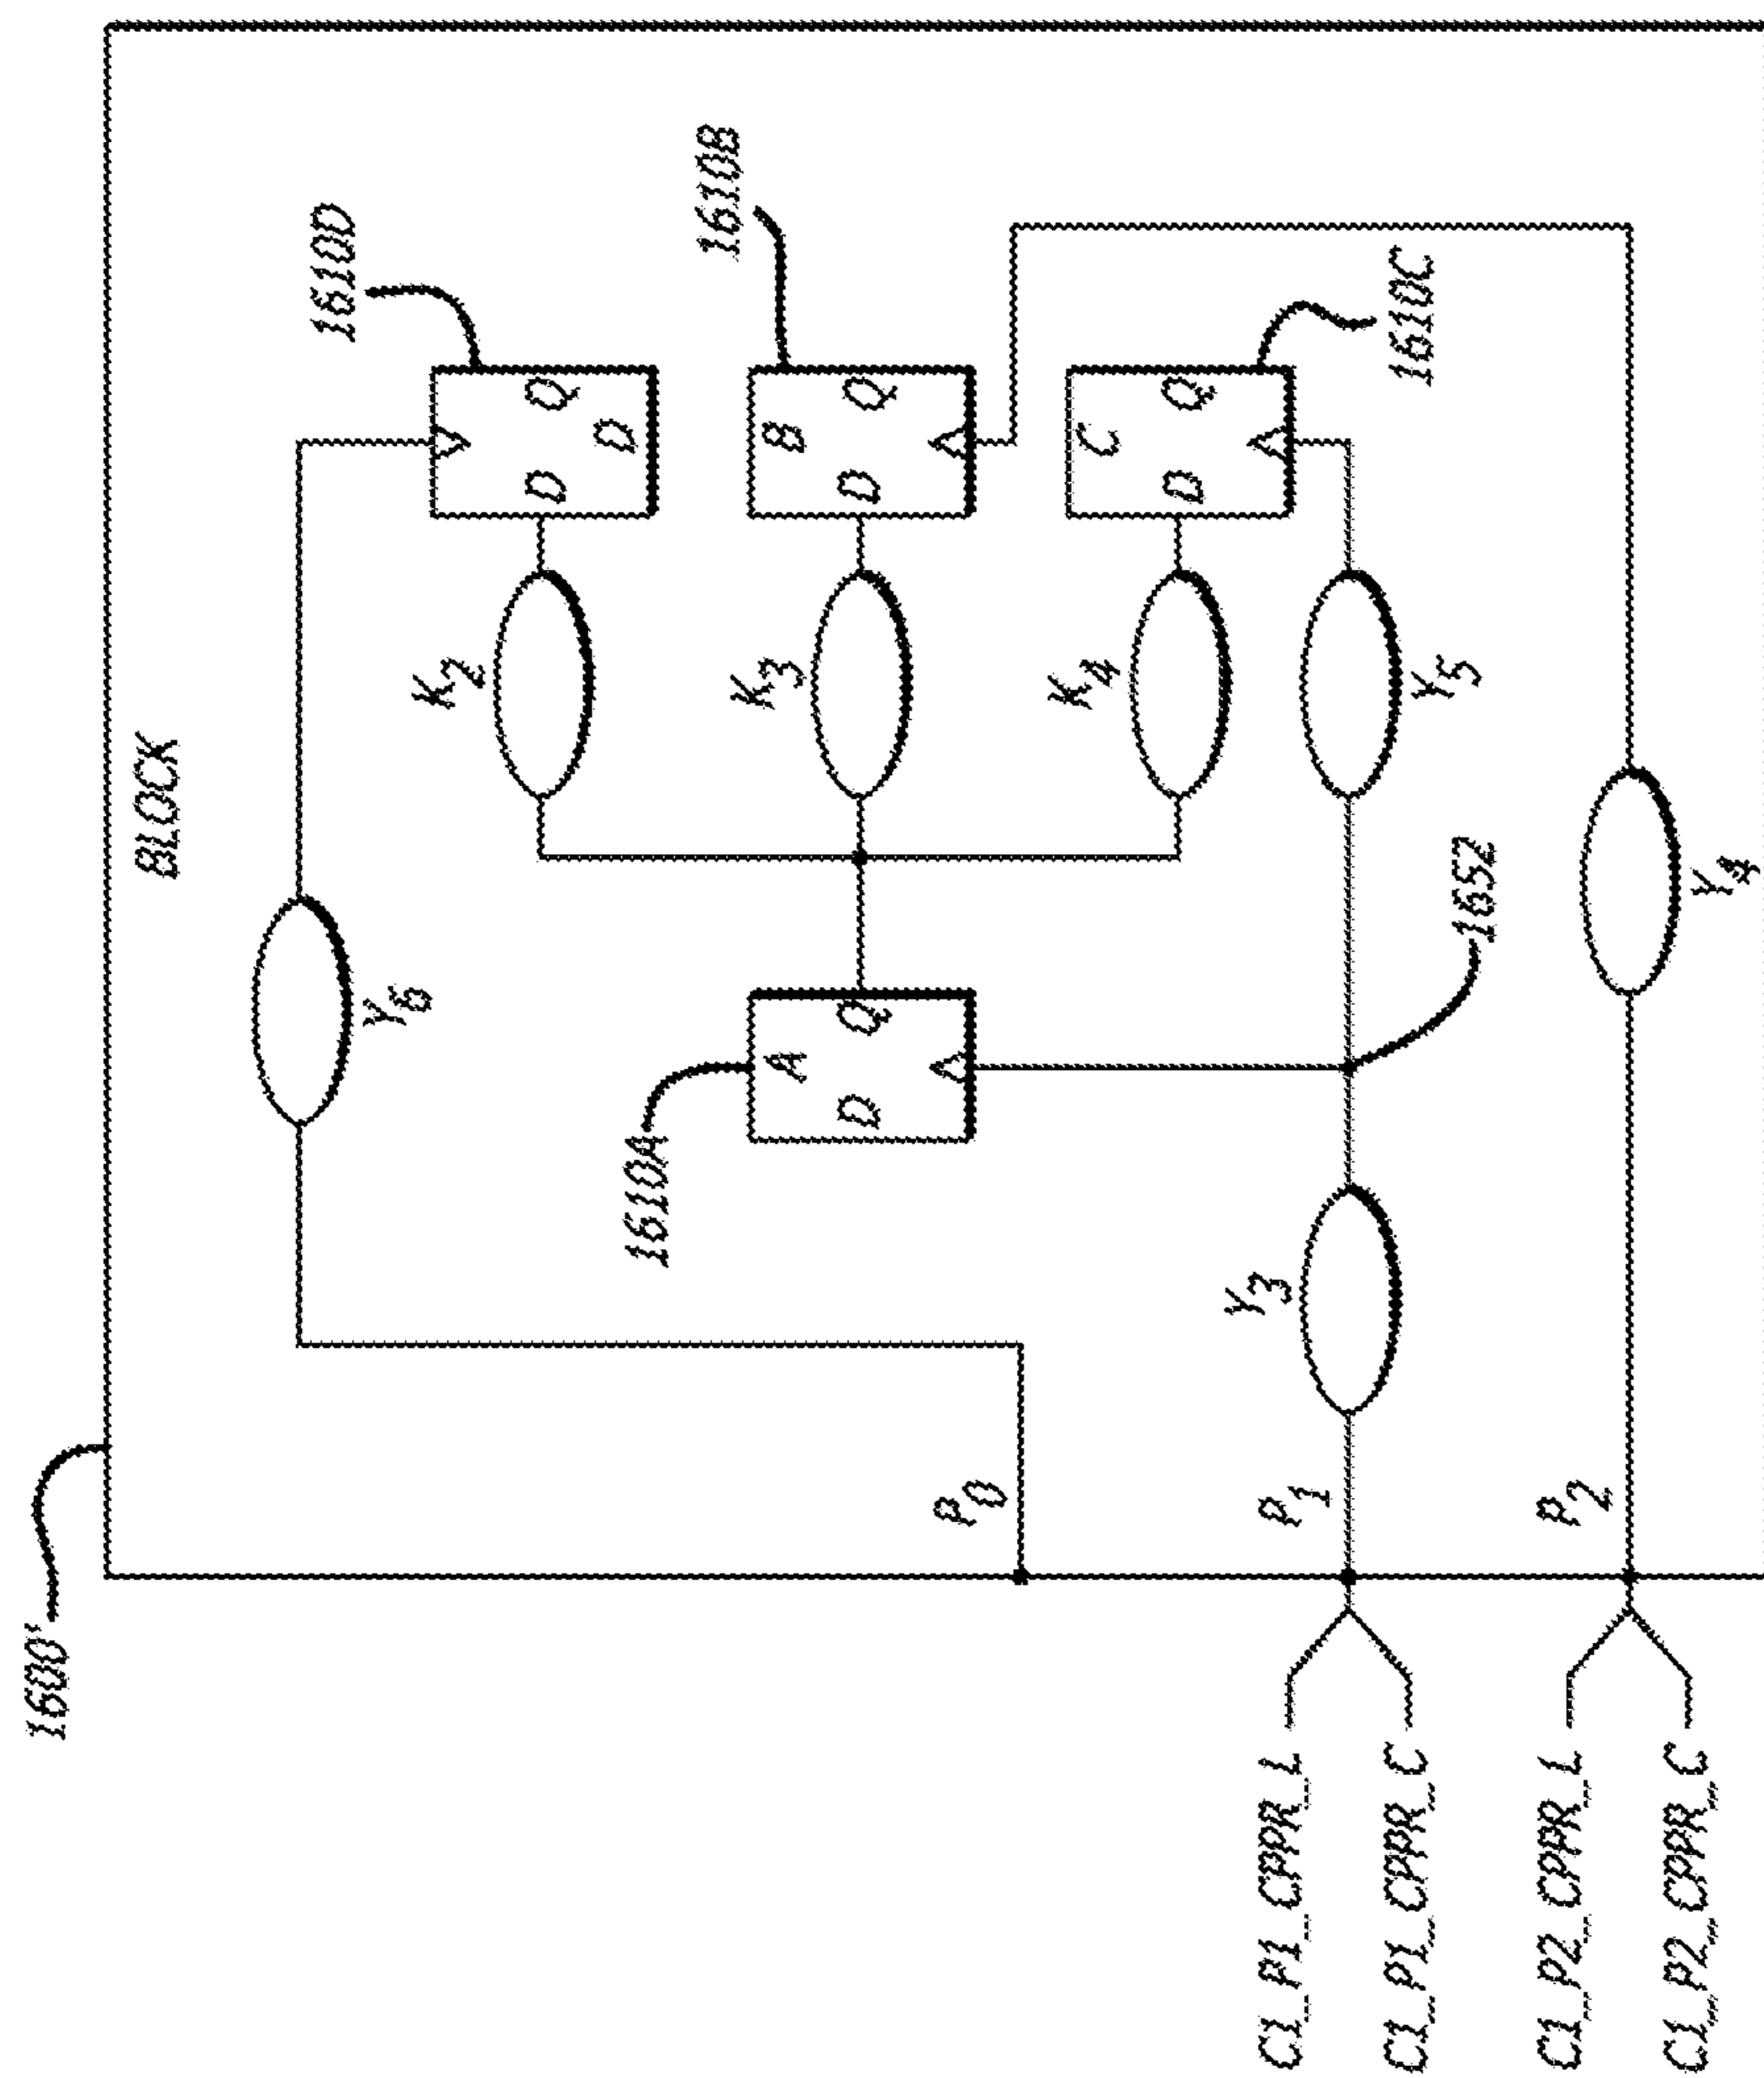 1600'
BLOCK
Y6
1610D
K2
D
Q
D
1610A
A
D
Q
K3
1610B
B
D
Q
P0
K4
C
D
Q
1610C
Y3
Y5
1652
P1
C1_P1_CPPR_L
C1_P1_CPPR_C
P2
Y4
C1_P2_CPPR_L
C1_P2_CPPR_C